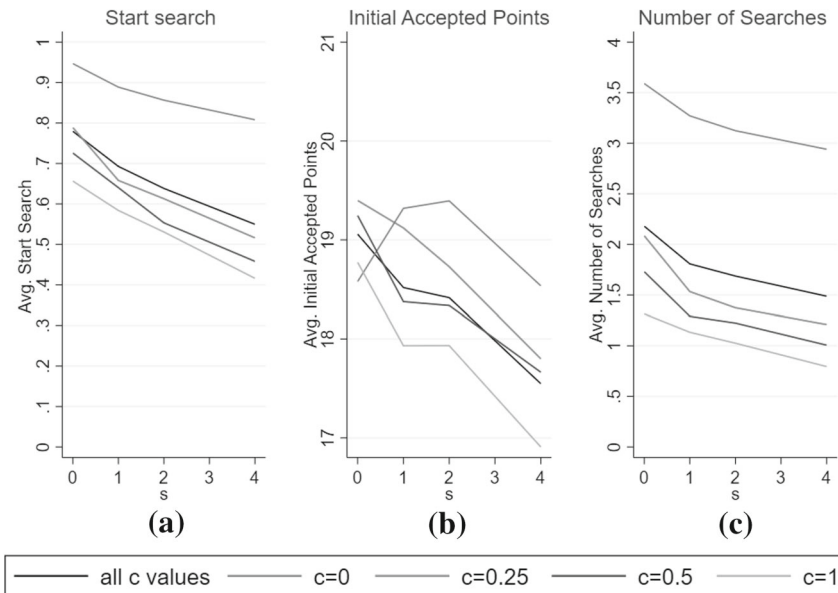 Start search
Avg. Start Search
1
.9
.8
.7
.6
.5
.4
.3
.2
.1
0
0 1 2 3 4
s
(a)
Initial Accepted Points
Avg. Initial Accepted Points
21
20
19
18
17
0 1 2 3 4
s
(b)
Number of Searches
Avg. Number of Searches
4
3.5
3
2.5
2
1.5
1
.5
0
0 1 2 3 4
s
(c)
all c values c=0 c=0.25 c=0.5 c=1